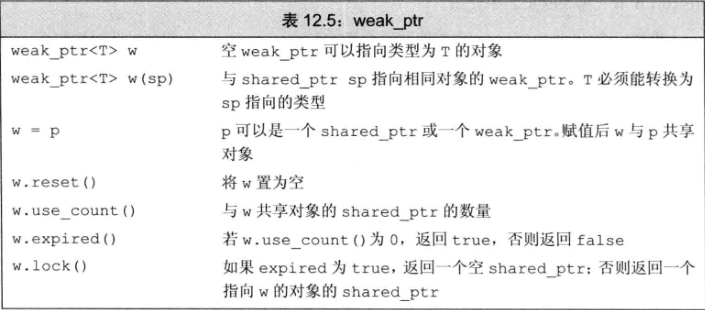 表 12.5：weak_ptr
weak_ptr<T> w 空 weak_ptr 可以指向类型为 T 的对象
weak_ptr<T> w(sp) 与 shared_ptr sp 指向相同对象的 weak_ptr。T 必须能转换为
sp 指向的类型
w = p p 可以是一个 shared_ptr 或一个 weak_ptr。赋值后 w 与 p 共享
对象
w.reset() 将 w 置为空
w.use_count() 与 w 共享对象的 shared_ptr 的数量
w.expired() 若 w.use_count()为 0，返回 true，否则返回 false
w.lock() 如果 expired 为 true，返回一个空 shared_ptr；否则返回一个
指向 w 的对象的 shared_ptr